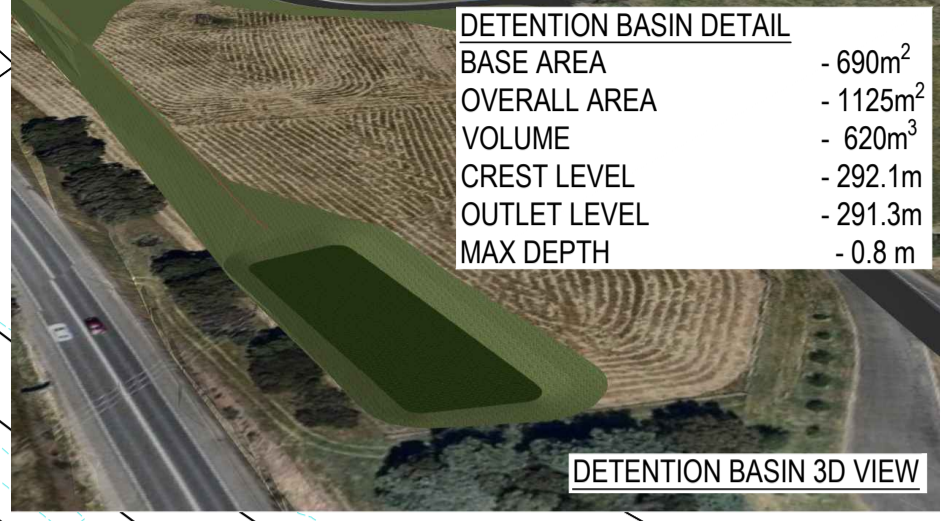 DETENTION BASIN DETAIL
BASE AREA - 690m²
OVERALL AREA - 1125m²
VOLUME - 620m³
CREST LEVEL - 292.1m
OUTLET LEVEL - 291.3m
MAX DEPTH - 0.8 m
DETENTION BASIN 3D VIEW